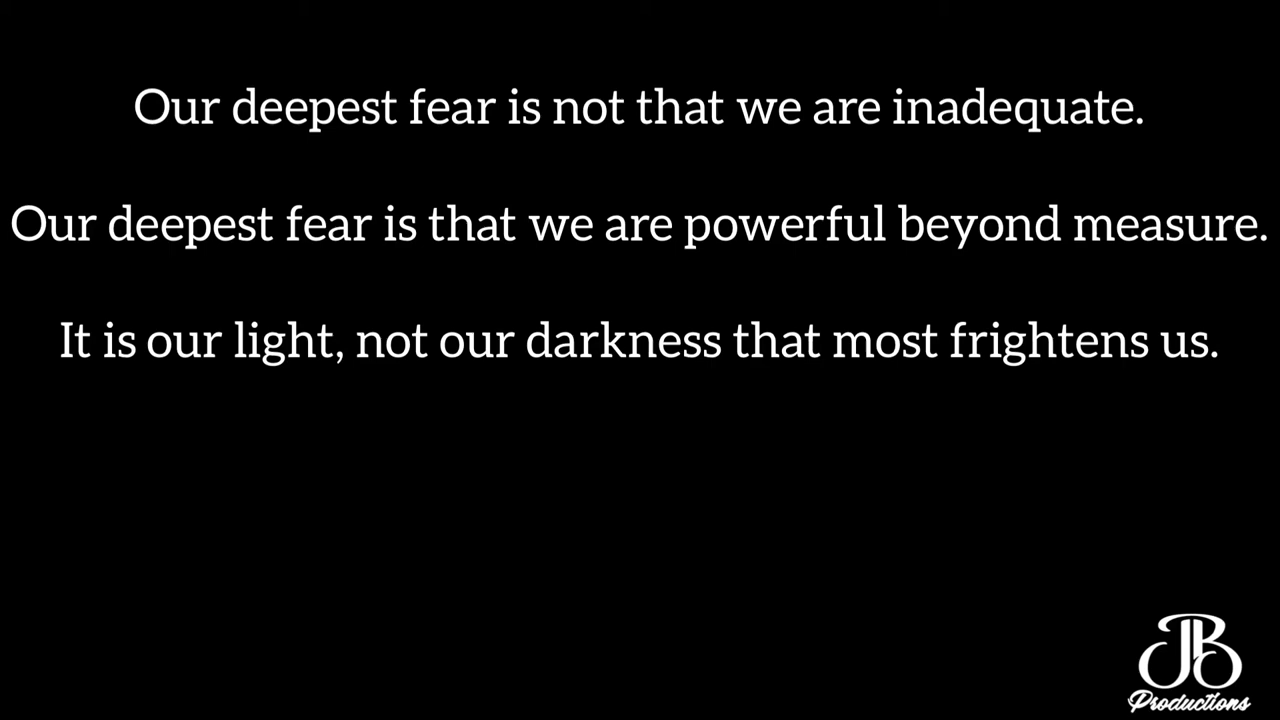 Our deepest fear is not that we are inadequate.
Our deepest fear is that we are powerful beyond measure.
It is our light, not our darkness that most frightens us.
JB
Productions